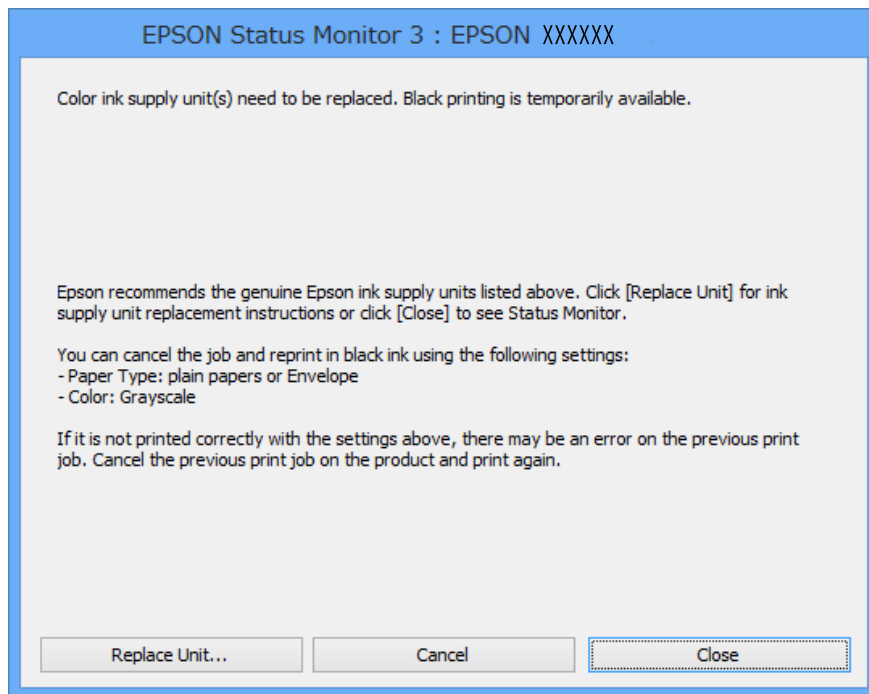 EPSON Status Monitor 3 : EPSON XXXXXX
Color ink supply unit(s) need to be replaced. Black printing is temporarily available.
Epson recommends the genuine Epson ink supply units listed above. Click [Replace Unit] for ink
supply unit replacement instructions or click [Close] to see Status Monitor.
You can cancel the job and reprint in black ink using the following settings:
- Paper Type: plain papers or Envelope
- Color: Grayscale
If it is not printed correctly with the settings above, there may be an error on the previous print
job. Cancel the previous print job on the product and print again.
Replace Unit...
Cancel
Close